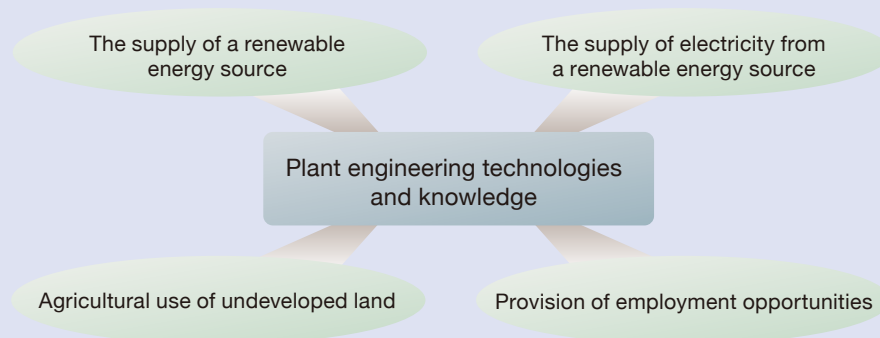 The supply of a renewable
energy source
The supply of electricity from
a renewable energy source
Plant engineering technologies
and knowledge
Agricultural use of undeveloped land
Provision of employment opportunities